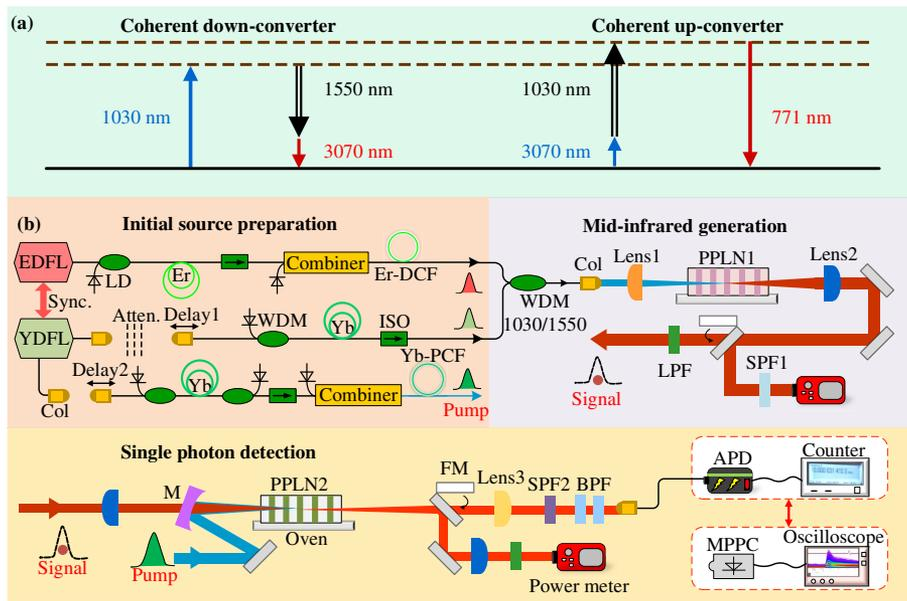 (a)
Coherent down-converter
Coherent up-converter
1030 nm
1550 nm
3070 nm
1030 nm
3070 nm
771 nm
(b)
Initial source preparation
Mid-infrared generation
EDFL
LD
Er
Combiner
Er-DCF
Sync.
Atten.
Delay1
WDM
Yb
ISO
YDFL
Yb-PCF
Delay2
Yb
Combiner
Col
Pump
WDM
1030/1550
Col
Lens1
PPLN1
Lens2
LPF
SPF1
Signal
Single photon detection
M
PPLN2
Oven
FM
Lens3
SPF2
BPF
APD
Counter
MPPC
Oscilloscope
Signal
Pump
Power meter